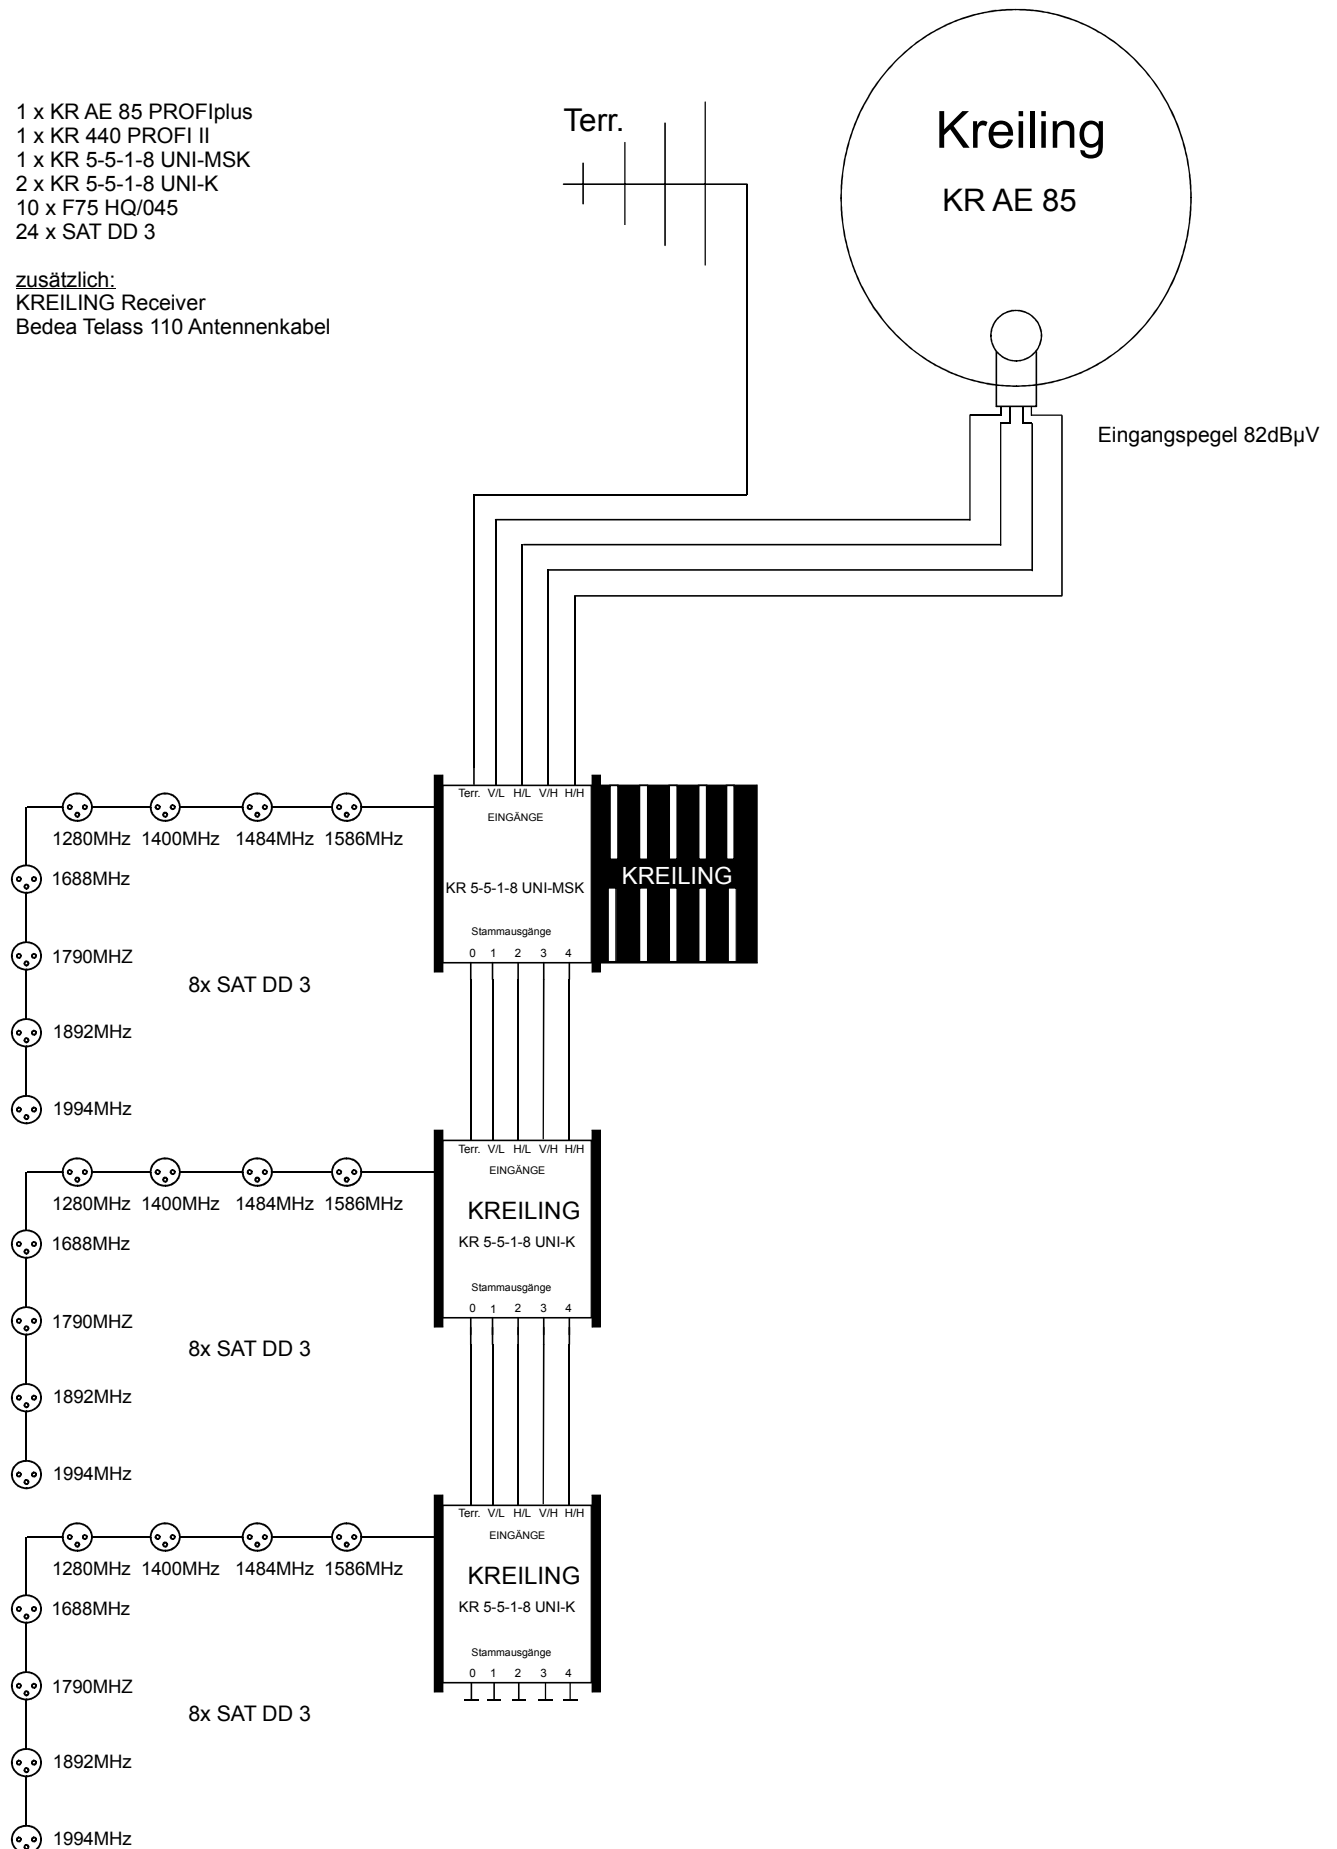 1 x KR AE 85 PROFIplus
1 x KR 440 PROFI II
1 x KR 5-5-1-8 UNI-MSK
2 x KR 5-5-1-8 UNI-K
10 x F75 HQ/045
24 x SAT DD 3
zusätzlich:
KREILING Receiver
Bedea Telass 110 Antennenkabel
Terr.
Kreiling
KR AE 85
Eingangspegel 82dBµV
Terr. V/L H/L V/H H/H
EINGÄNGE
KR 5-5-1-8 UNI-MSK
KREILING
Stammausgänge
0 1 2 3 4
1280MHz 1400MHz 1484MHz 1586MHz
1688MHz
1790MHZ
8x SAT DD 3
1892MHz
1994MHz
Terr. V/L H/L V/H H/H
EINGÄNGE
KREILING
KR 5-5-1-8 UNI-K
Stammausgänge
0 1 2 3 4
1280MHz 1400MHz 1484MHz 1586MHz
1688MHz
1790MHZ
8x SAT DD 3
1892MHz
1994MHz
Terr. V/L H/L V/H H/H
EINGÄNGE
KREILING
KR 5-5-1-8 UNI-K
Stammausgänge
0 1 2 3 4
1280MHz 1400MHz 1484MHz 1586MHz
1688MHz
1790MHZ
8x SAT DD 3
1892MHz
1994MHz